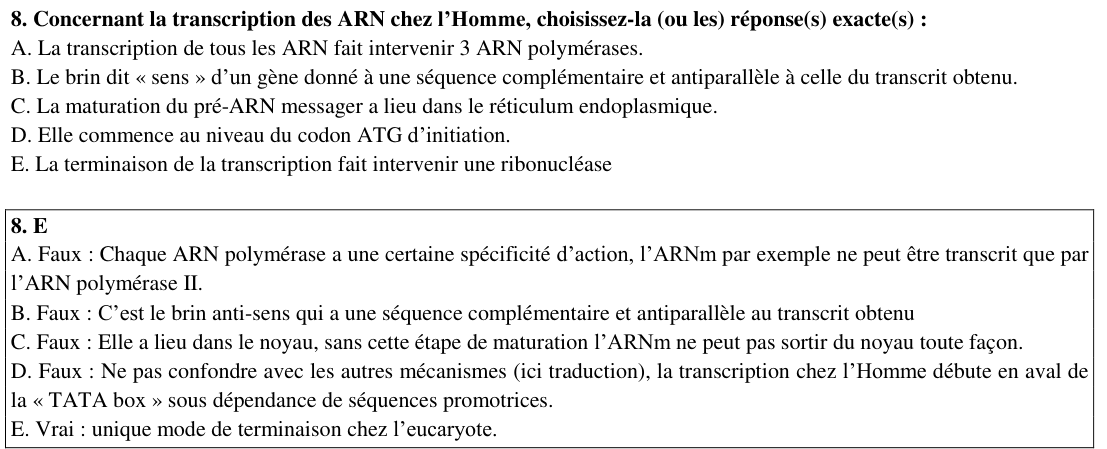 8. Concernant la transcription des ARN chez l'Homme, choisissez-la (ou les) réponse(s) exacte(s) :
A. La transcription de tous les ARN fait intervenir 3 ARN polymérases.
B. Le brin dit « sens » d'un gène donné à une séquence complémentaire et antiparallèle à celle du transcrit obtenu.
C. La maturation du pré-ARN messager a lieu dans le réticulum endoplasmique.
D. Elle commence au niveau du codon ATG d'initiation.
E. La terminaison de la transcription fait intervenir une ribonucléase
8. E
A. Faux : Chaque ARN polymérase a une certaine spécificité d'action, l'ARNm par exemple ne peut être transcrit que par
l'ARN polymérase II.
B. Faux : C'est le brin anti-sens qui a une séquence complémentaire et antiparallèle au transcrit obtenu
C. Faux : Elle a lieu dans le noyau, sans cette étape de maturation l'ARNm ne peut pas sortir du noyau toute façon.
D. Faux : Ne pas confondre avec les autres mécanismes (ici traduction), la transcription chez l'Homme débute en aval de
la « TATA box » sous dépendance de séquences promotrices.
E. Vrai : unique mode de terminaison chez l'eucaryote.